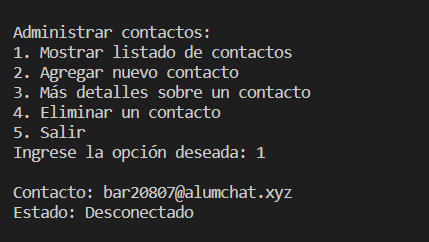 Administrar contactos:
1. Mostrar listado de contactos
2. Agregar nuevo contacto
3. Más detalles sobre un contacto
4. Eliminar un contacto
5. Salir
Ingrese la opción deseada: 1
Contacto: bar20807@alumchat.xyz
Estado: Desconectado